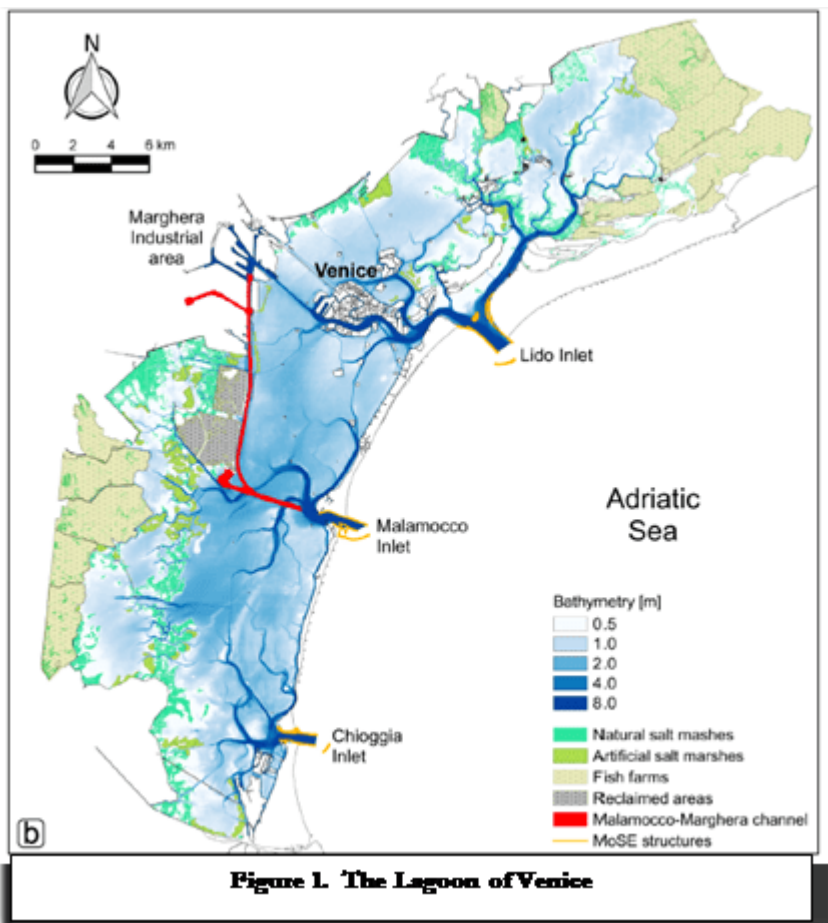 N
0 2 4 6 km
Marghera
Industrial
area
Venice
Lido Inlet
Adriatic
Sea
Malamocco
Inlet
Chioggia
Inlet
Bathymetry [m]
0.5
1.0
2.0
4.0
8.0
Natural salt mashes
Artificial salt marshes
Fish farms
Reclaimed areas
Malamocco-Marghera channel
MoSE structures
b
Figure 1. The Lagoon of Venice